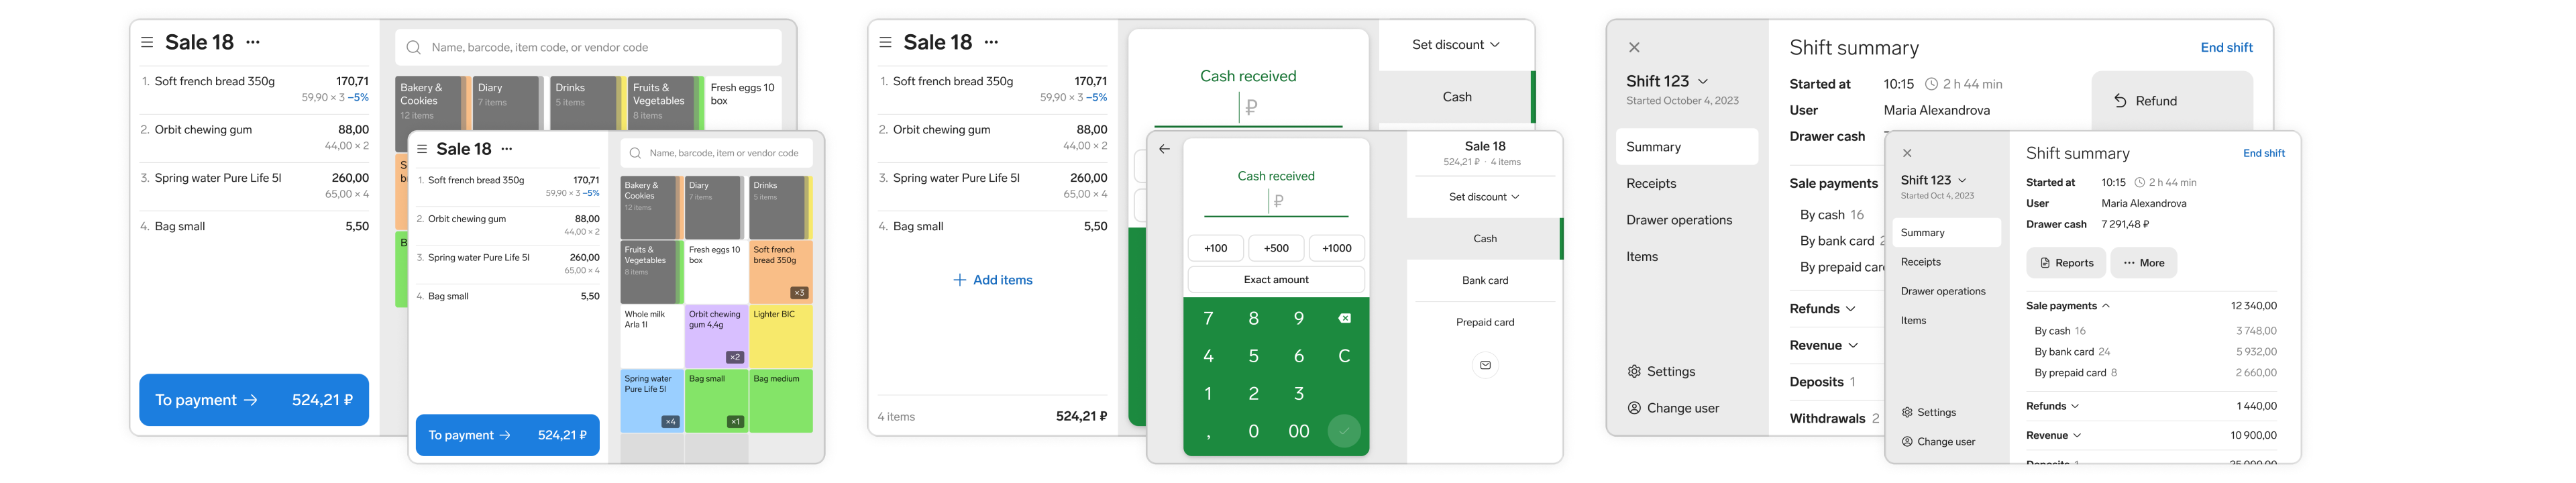 Sale 18 ...
1. Soft french bread 350g 170,71
59,90 × 3 –5%
2. Orbit chewing gum 88,00
44,00 × 2
3. Spring water Pure Life 5l 260,00
65,00 × 4
4. Bag small 5,50
To payment → 524,21 ₽
Name, barcode, item code, or vendor code
Bakery & Cookies
12 items
Diary
7 items
Drinks
5 items
Fruits & Vegetables
8 items
Fresh eggs 10 box
S
b
B
Sale 18 ...
1. Soft french bread 350g 170,71
59,90 × 3 –5%
2. Orbit chewing gum 88,00
44,00 × 2
3. Spring water Pure Life 5l 260,00
65,00 × 4
4. Bag small 5,50
To payment → 524,21 ₽
Name, barcode, item or vendor code
Bakery & Cookies
12 items
Diary
7 items
Drinks
5 items
Fruits & Vegetables
8 items
Fresh eggs 10 box
Soft french bread 350g
×3
Whole milk Arla 1l
Orbit chewing gum 4,4g
×2
Lighter BIC
Spring water Pure Life 5l
×4
Bag small
×1
Bag medium
Sale 18 ...
1. Soft french bread 350g 170,71
59,90 × 3 –5%
2. Orbit chewing gum 88,00
44,00 × 2
3. Spring water Pure Life 5l 260,00
65,00 × 4
4. Bag small 5,50
+ Add items
4 items 524,21 ₽
Cash received
₽
Set discount
Cash
Cash received
₽
+100 +500 +1000
Exact amount
7 8 9
4 5 6 C
1 2 3
, 0 00
Sale 18
524,21 ₽ · 4 items
Set discount
Cash
Bank card
Prepaid card
Shift 123
Started October 4, 2023
Summary
Receipts
Drawer operations
Items
Settings
Change user
Shift summary End shift
Started at 10:15 2 h 44 min
User Maria Alexandrova
Drawer cash
Refund
Sale payments
By cash 16
By bank card 2
By prepaid car
Refunds
Revenue
Deposits 1
Withdrawals 2
Shift 123
Started Oct 4, 2023
Summary
Receipts
Drawer operations
Items
Settings
Change user
Shift summary End shift
Started at 10:15 2 h 44 min
User Maria Alexandrova
Drawer cash 7 291,48 ₽
Reports ... More
Sale payments 12 340,00
By cash 16 3 748,00
By bank card 24 5 932,00
By prepaid card 8 2 660,00
Refunds 1 440,00
Revenue 10 900,00
Deposits 1 25 000,00